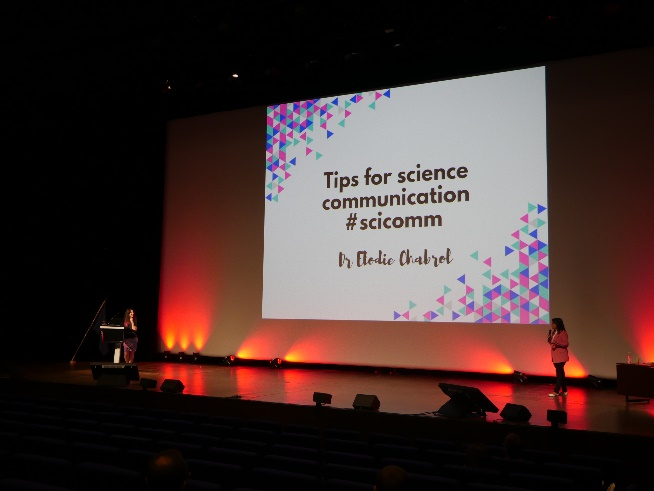 Tips for science
communication
#scicomm
Dr Elodie Chabrol